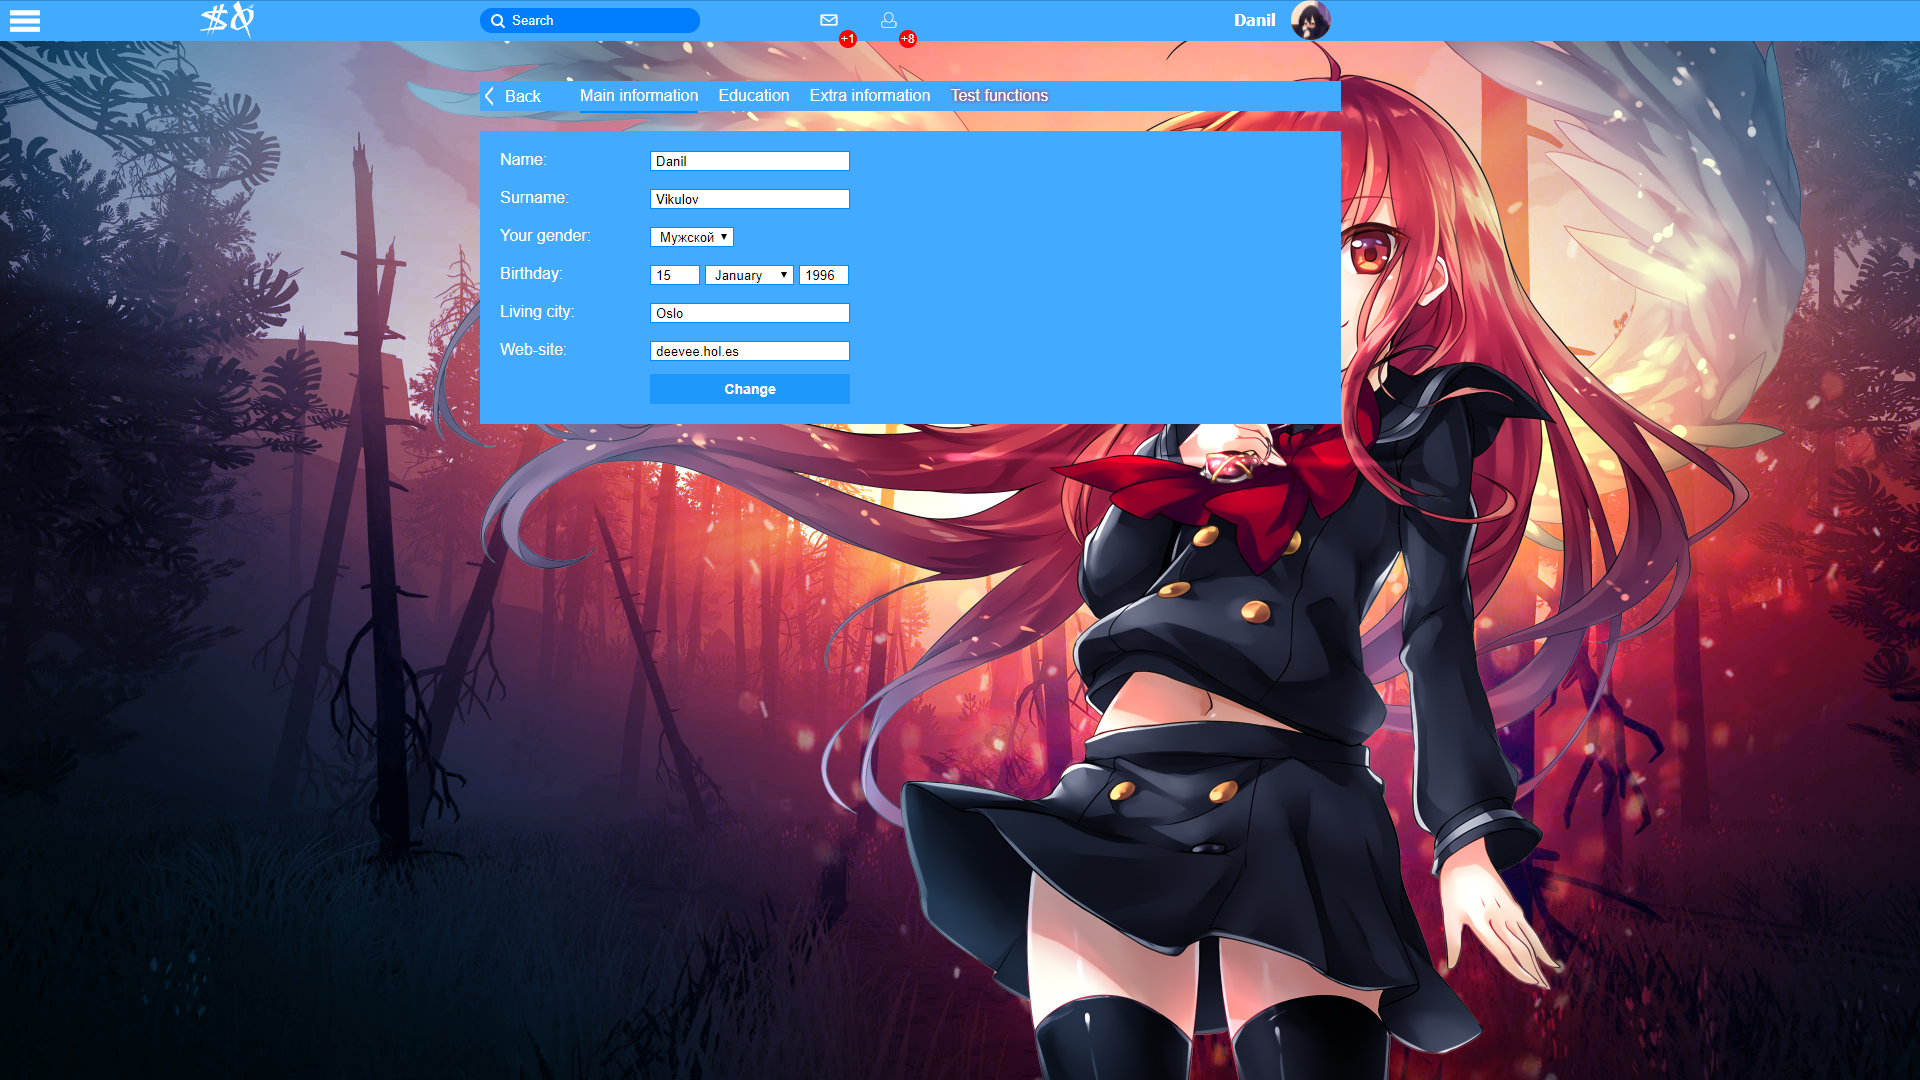 $0
Search
+1
+8
Danil
Back
Main information
Education
Extra information
Test functions
Name: Danil
Surname: Vikulov
Your gender: Мужской
Birthday: 15 January 1996
Living city: Oslo
Web-site: deevee.hol.es
Change